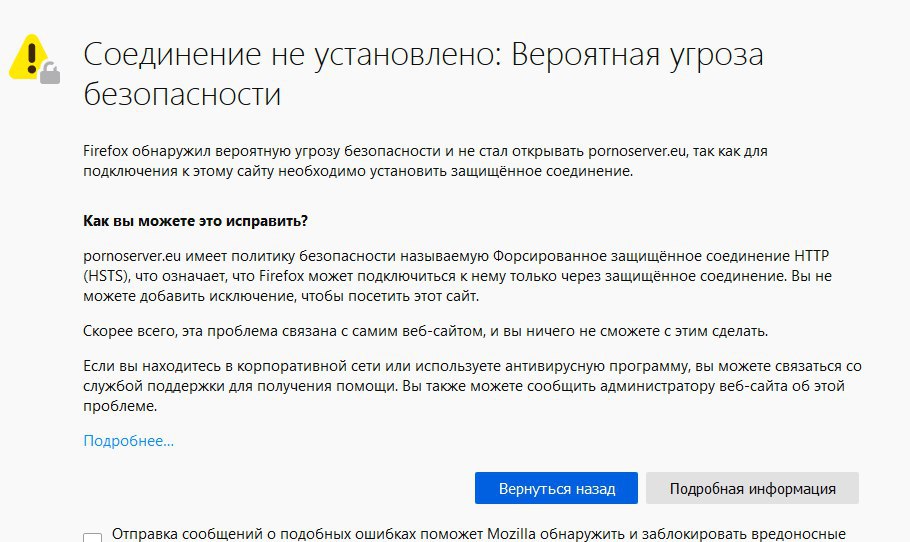 Соединение не установлено: Вероятная угроза
безопасности
Firefox обнаружил вероятную угрозу безопасности и не стал открывать pornoserver.eu, так как для
подключения к этому сайту необходимо установить защищённое соединение.
Как вы можете это исправить?
pornoserver.eu имеет политику безопасности называемую Форсированное защищённое соединение HTTP
(HSTS), что означает, что Firefox может подключиться к нему только через защищённое соединение. Вы не
можете добавить исключение, чтобы посетить этот сайт.
Скорее всего, эта проблема связана с самим веб-сайтом, и вы ничего не сможете с этим сделать.
Если вы находитесь в корпоративной сети или используете антивирусную программу, вы можете связаться со
службой поддержки для получения помощи. Вы также можете сообщить администратору веб-сайта об этой
проблеме.
Подробнее...
Вернуться назад
Подробная информация
Отправка сообщений о подобных ошибках поможет Mozilla обнаружить и заблокировать вредоносные